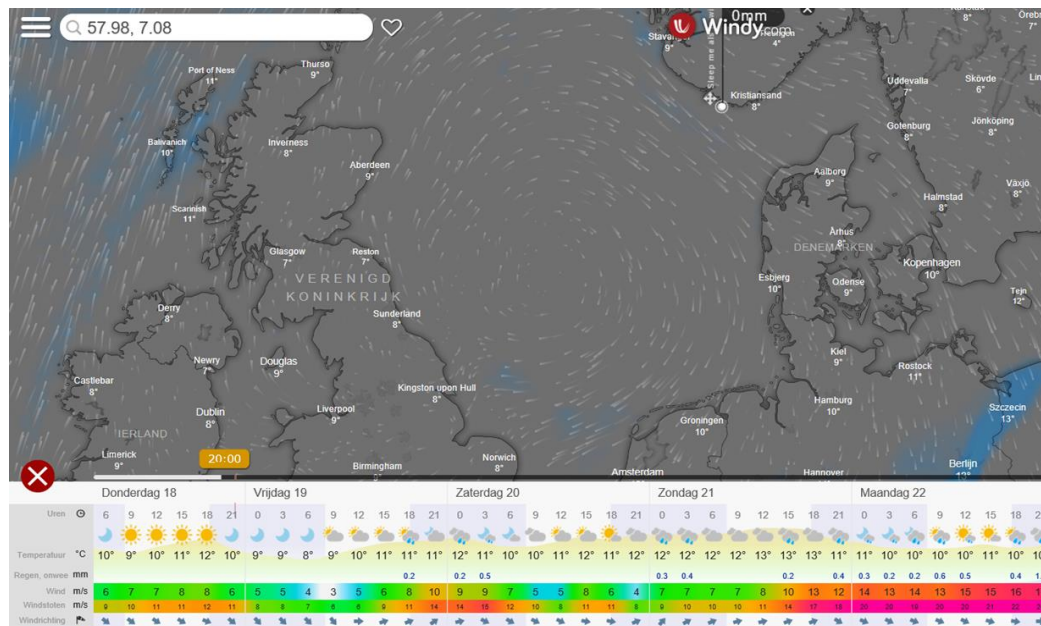 57.98, 7.08
0mm
Windy.com
Stavan
9°
4°
Kristiansand
8°
Uddevalla
7°
Skövde
6°
8°
Örebr
7°
Lin
Gotenburg
8°
Jönköping
8°
Port of Ness
11°
Thurso
9°
Balivanich
10°
Inverness
8°
Aberdeen
9°
Aalborg
9°
Växjö
8°
Halmstad
8°
Scarinish
11°
Århus
8°
DENEMARKEN
Glasgow
7°
Reston
7°
VERENIGD
KONINKRIJK
Kopenhagen
10°
Esbjerg
10°
Odense
9°
Tejn
12°
Derry
8°
Sunderland
8°
Newry
7°
Douglas
9°
Kiel
9°
Rostock
11°
Castlebar
8°
Kingston upon Hull
8°
Hamburg
10°
Szczecin
13°
Dublin
8°
Liverpool
9°
Groningen
10°
IERLAND
Limerick
9°
20:00
Birmingham
Norwich
8°
Amsterdam
Hannover
Berlijn
Donderdag 18 Vrijdag 19 Zaterdag 20 Zondag 21 Maandag 22
Uren 6 9 12 15 18 21 0 3 6 9 12 15 18 21 0 3 6 9 12 15 18 21 0 3 6 9 12 15 18 21 0 3 6 9 12 15 18
Temperatuur °C 10° 9° 10° 11° 12° 10° 9° 9° 8° 9° 10° 11° 11° 11° 12° 11° 10° 10° 11° 12° 11° 11° 12° 12° 12° 12° 12° 13° 13° 12° 11° 10° 10° 10° 10° 11° 10°
Regen, onwee mm 0.2 0.2 0.5 0.3 0.4 0.2 0.4 0.3 0.2 0.2 0.6 0.5 0.4
Wind m/s 6 7 7 8 8 6 5 5 4 3 5 6 8 10 9 9 7 5 5 8 6 4 7 7 7 7 8 10 13 12 14 13 14 13 15 15 16
Windstoten m/s
Windrichting